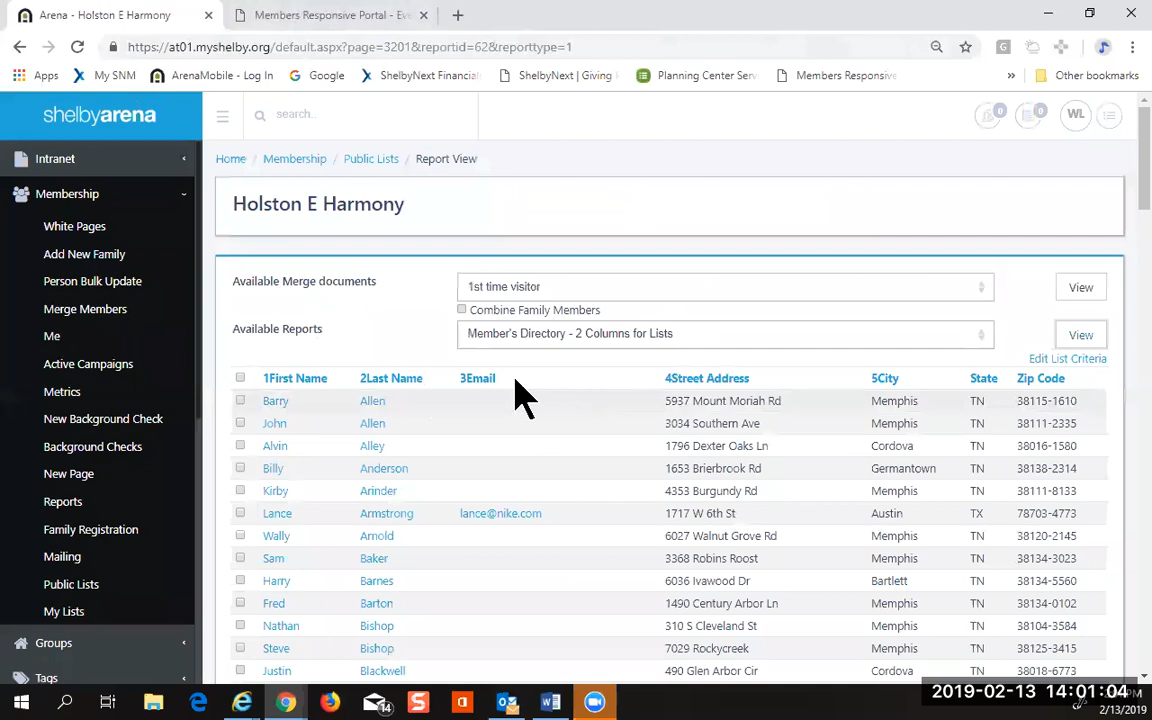 Arena - Holston E Harmony
Members Responsive Portal - Eve
https://at01.myshelby.org/default.aspx?page=3201&reportid=62&reporttype=1
Apps
My SNM
ArenaMobile - Log In
Google
ShelbyNext Financial
ShelbyNext | Giving
Planning Center Serv
Members Responsive
» Other bookmarks
shelbyarena
search...
0
0
WL
Intranet
Home / Membership / Public Lists / Report View
Membership
White Pages
Add New Family
Person Bulk Update
Merge Members
Me
Active Campaigns
Metrics
New Background Check
Background Checks
New Page
Reports
Family Registration
Mailing
Public Lists
My Lists
Groups
Tags
Holston E Harmony
Available Merge documents 1st time visitor View
Combine Family Members
Available Reports Member's Directory - 2 Columns for Lists View
Edit List Criteria
1First Name 2Last Name 3Email 4Street Address 5City State Zip Code
Barry Allen 5937 Mount Moriah Rd Memphis TN 38115-1610
John Allen 3034 Southern Ave Memphis TN 38111-2335
Alvin Alley 1796 Dexter Oaks Ln Cordova TN 38016-1580
Billy Anderson 1653 Brierbrook Rd Germantown TN 38138-2314
Kirby Arinder 4353 Burgundy Rd Memphis TN 38111-8133
Lance Armstrong lance@nike.com 1717 W 6th St Austin TX 78703-4773
Wally Arnold 6027 Walnut Grove Rd Memphis TN 38120-2145
Sam Baker 3368 Robins Roost Memphis TN 38134-3023
Harry Barnes 6036 Ivawood Dr Bartlett TN 38134-5560
Fred Barton 1490 Century Arbor Ln Memphis TN 38134-0102
Nathan Bishop 310 S Cleveland St Memphis TN 38104-3584
Steve Bishop 7029 Rockycreek Memphis TN 38125-3415
Justin Blackwell 490 Glen Arbor Cir Cordova TN 38018-6773
14
2019-02-13 14:01:04
2/13/2019